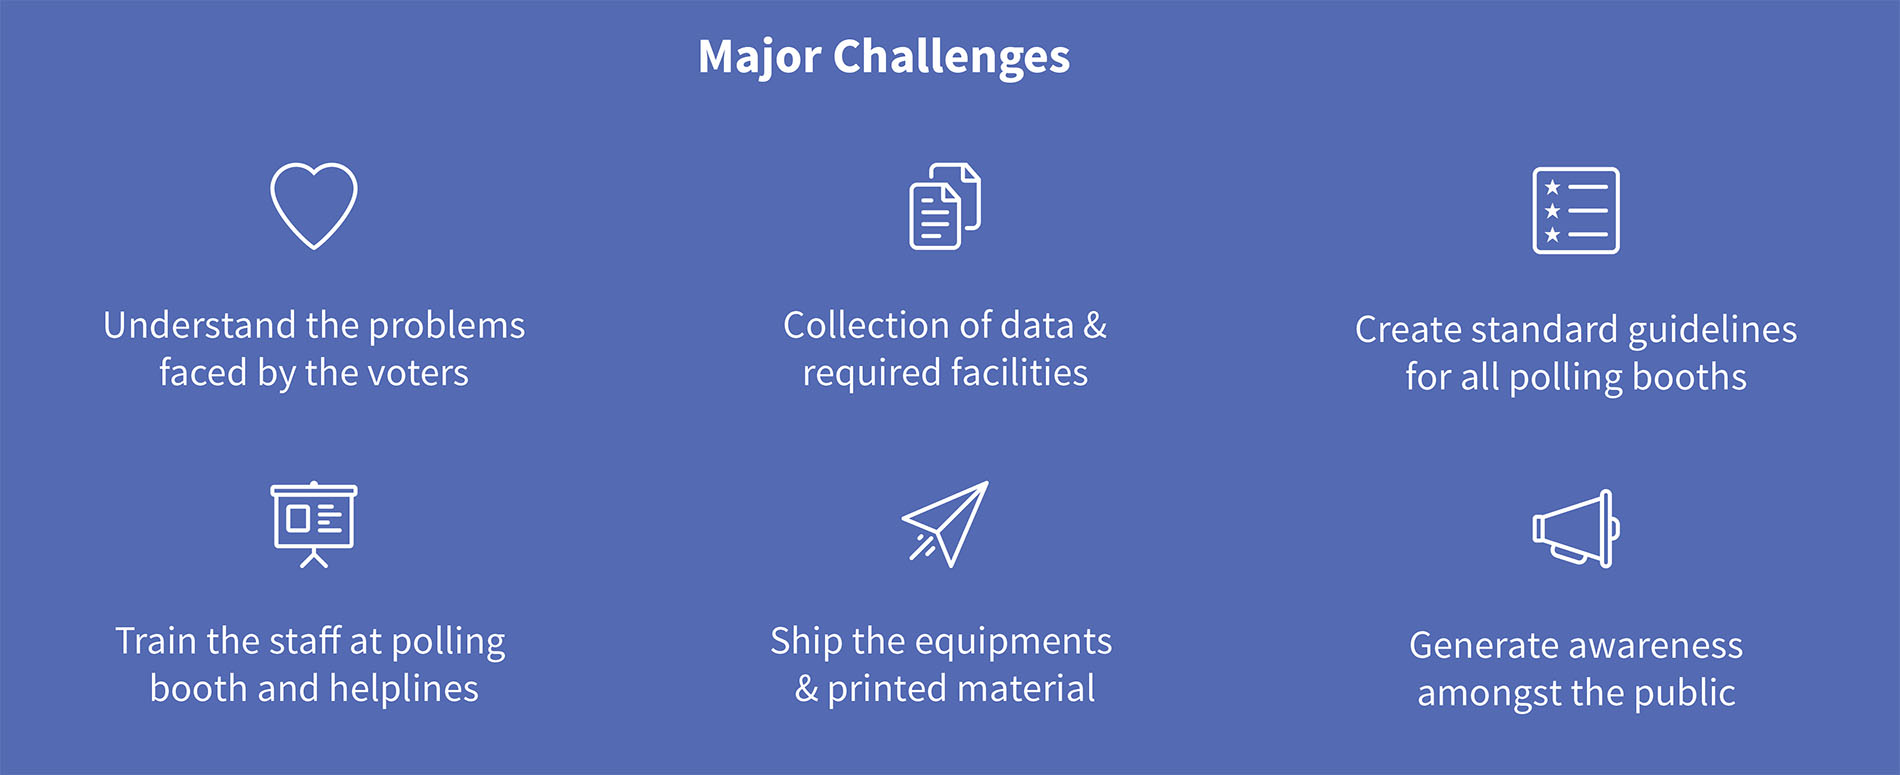 Major Challenges
Understand the problems
faced by the voters
Collection of data &
required facilities
Create standard guidelines
for all polling booths
Train the staff at polling
booth and helplines
Ship the equipments
& printed material
Generate awareness
amongst the public